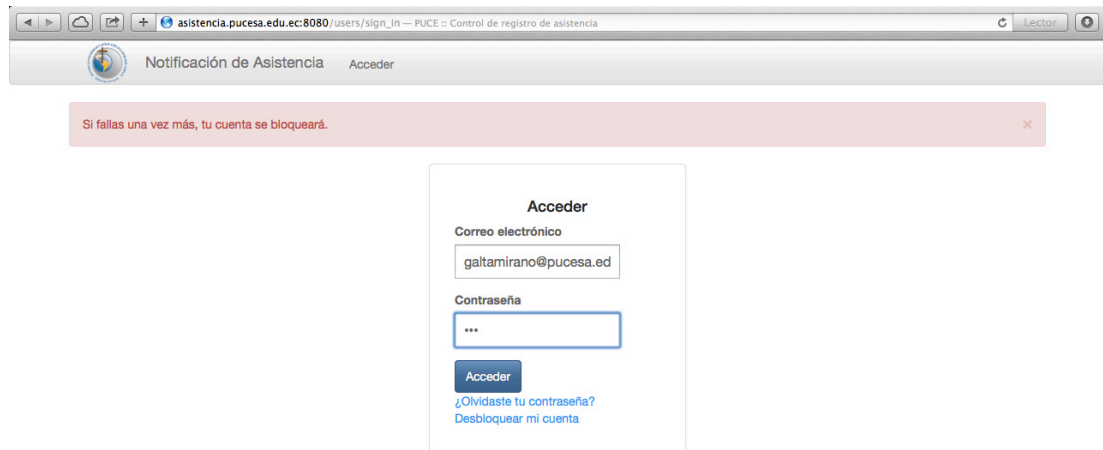 asistencia.pucesa.edu.ec:8080/users/sign_in — PUCE :: Control de registro de asistencia
Lector
Notificación de Asistencia Acceder
Si fallas una vez más, tu cuenta se bloqueará. ×
Acceder
Correo electrónico
galtamirano@pucesa.ed
Contraseña
•••
Acceder
¿Olvidaste tu contraseña?
Desbloquear mi cuenta